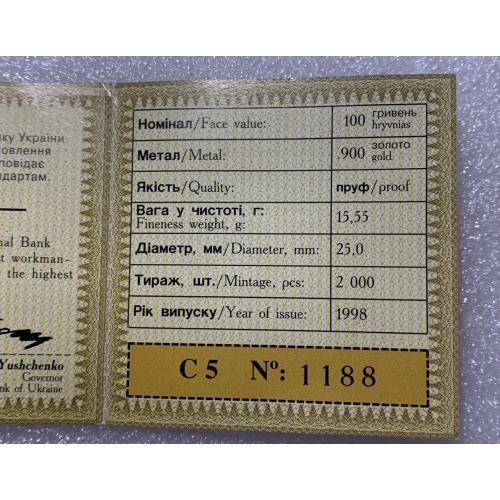 ку України
овлення
повідає
ндартам.
nal Bank
t workman-
the highest
Yushchenko
Governor
nk of Ukraine
Номінал/Face value: 100 гривень
hryvnias
Метал/Metal: .900 золото
gold
Якість/Quality: пруф/proof
Вага у чистоті, г: 15,55
Fineness weight, g:
Діаметр, мм/Diameter, mm: 25,0
Тираж, шт./Mintage, pcs: 2 000
Рік випуску/Year of issue: 1998
C 5 Nº: 1188